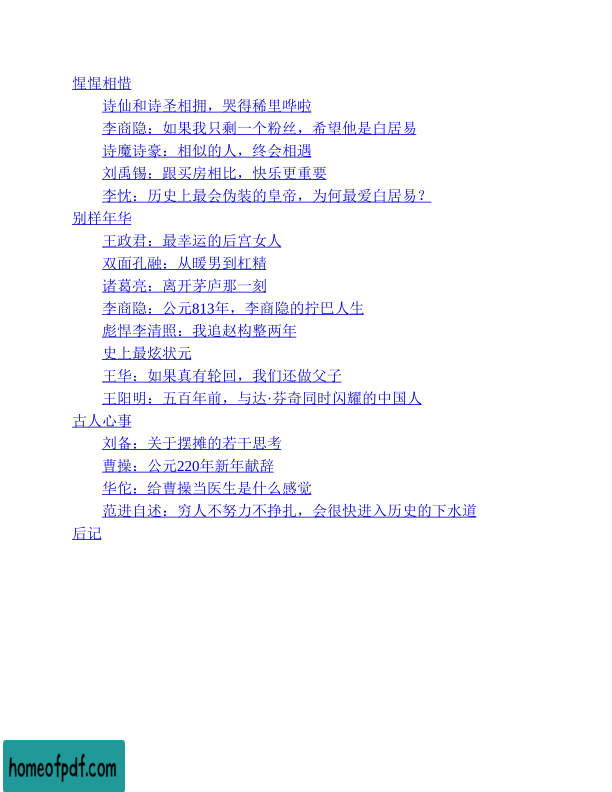 惺惺相惜
诗仙和诗圣相拥，哭得稀里哗啦
李商隐：如果我只剩一个粉丝，希望他是白居易
诗魔诗豪：相似的人，终会相遇
刘禹锡：跟买房相比，快乐更重要
李忱：历史上最会伪装的皇帝，为何最爱白居易？
别样年华
王政君：最幸运的后宫女人
双面孔融：从暖男到杠精
诸葛亮：离开茅庐那一刻
李商隐：公元813年，李商隐的拧巴人生
彪悍李清照：我追赵构整两年
史上最炫状元
王华：如果真有轮回，我们还做父子
王阳明：五百年前，与达·芬奇同时闪耀的中国人
古人心事
刘备：关于摆摊的若干思考
曹操：公元220年新年献辞
华佗：给曹操当医生是什么感觉
范进自述：穷人不努力不挣扎，会很快进入历史的下水道
后记
homeofpdf.com